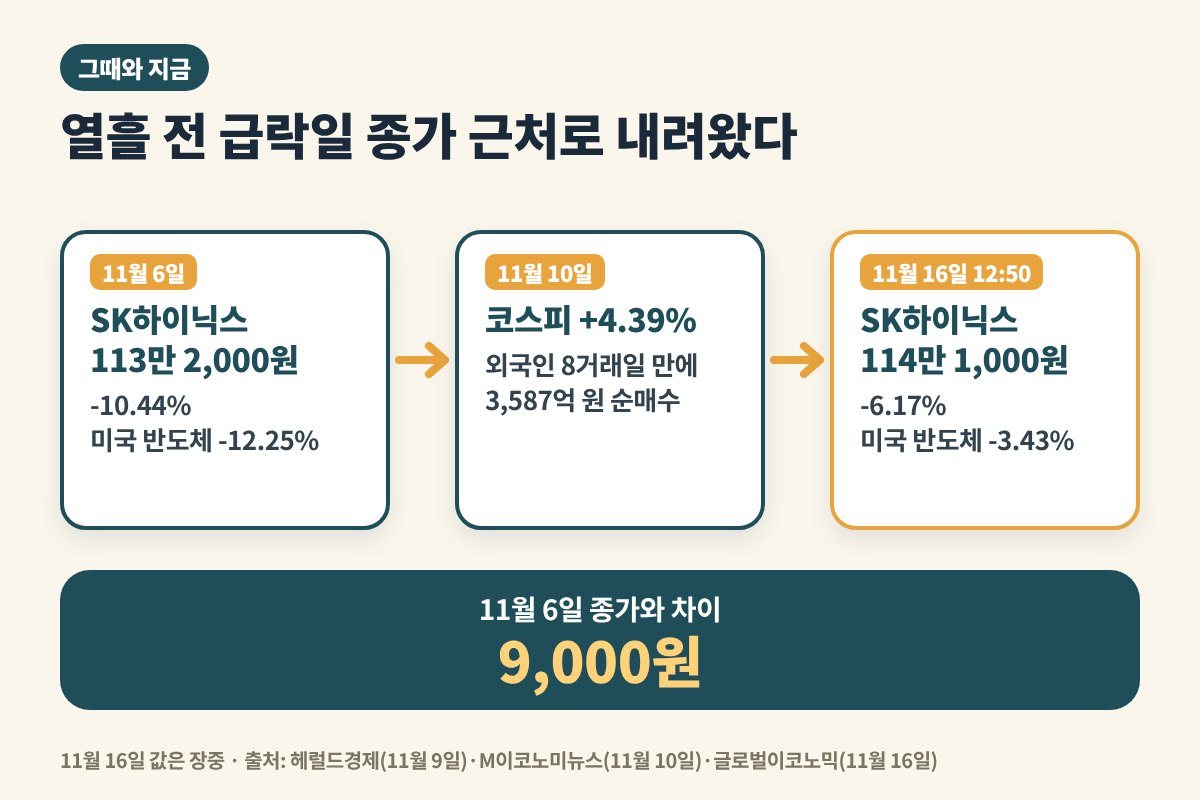 그때와 지금
열흘 전 급락일 종가 근처로 내려왔다
11월 6일
SK하이닉스
113만 2,000원
-10.44%
미국 반도체 -12.25%
11월 10일
코스피 +4.39%
외국인 8거래일 만에
3,587억 원 순매수
11월 16일 12:50
SK하이닉스
114만 1,000원
-6.17%
미국 반도체 -3.43%
11월 6일 종가와 차이
9,000원
11월 16일 값은 장중 · 출처: 헤럴드경제(11월 9일)·M이코노미뉴스(11월 10일)·글로벌이코노믹(11월 16일)